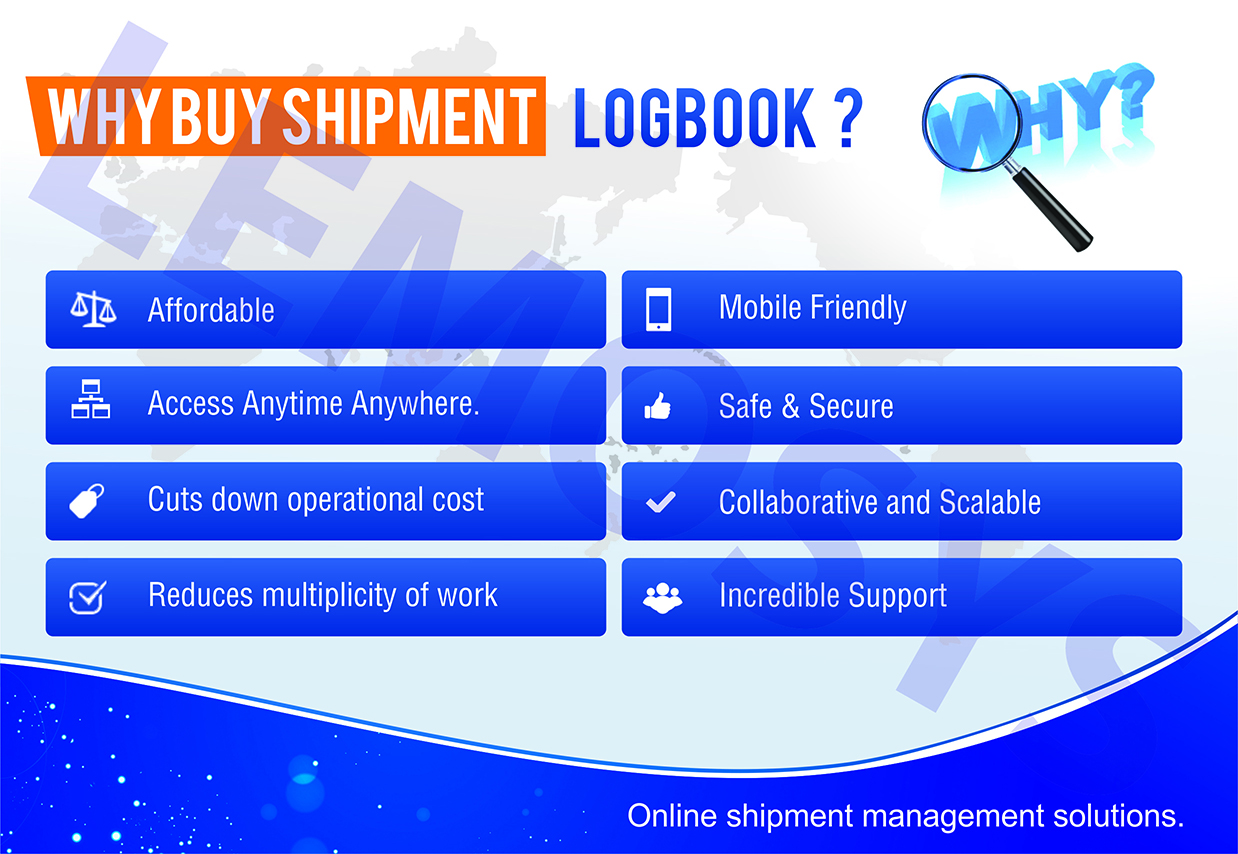 WHY BUY SHIPMENT LOGBOOK ?
WHY?
Affordable
Mobile Friendly
Access Anytime Anywhere.
Safe & Secure
Cuts down operational cost
Collaborative and Scalable
Reduces multiplicity of work
Incredible Support
LEMOSYS
Online shipment management solutions.